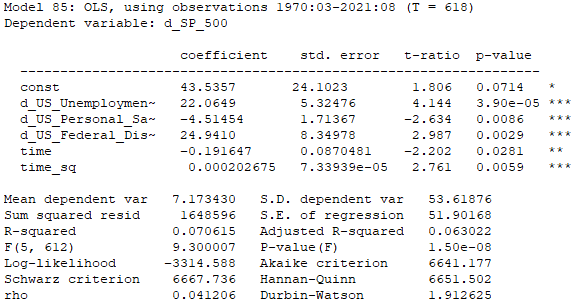 Model 85: OLS, using observations 1970:03-2021:08 (T = 618)
Dependent variable: d_SP_500
coefficient std. error t-ratio p-value
---------------------------------------------------------------
const 43.5357 24.1023 1.806 0.0714 *
d_US_Unemploymen~ 22.0649 5.32476 4.144 3.90e-05 ***
d_US_Personal_Sa~ -4.51454 1.71367 -2.634 0.0086 ***
d_US_Federal_Dis~ 24.9410 8.34978 2.987 0.0029 ***
time -0.191647 0.0870481 -2.202 0.0281 **
time_sq 0.000202675 7.33939e-05 2.761 0.0059 ***
Mean dependent var 7.173430 S.D. dependent var 53.61876
Sum squared resid 1648596 S.E. of regression 51.90168
R-squared 0.070615 Adjusted R-squared 0.063022
F(5, 612) 9.300007 P-value(F) 1.50e-08
Log-likelihood -3314.588 Akaike criterion 6641.177
Schwarz criterion 6667.736 Hannan-Quinn 6651.502
rho 0.041206 Durbin-Watson 1.912625